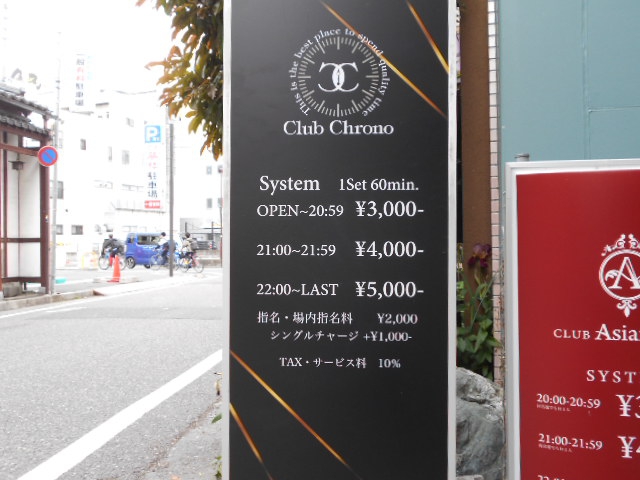 This is the best place to spend quality time
Club Chrono
System 1Set 60min.
OPEN~20:59 ¥3,000-
21:00~21:59 ¥4,000-
22:00~LAST ¥5,000-
指名・場内指名料 ¥2,000
シングルチャージ +¥1,000-
TAX・サービス料 10%
A
CLUB Asia
SYST
20:00-20:59 ¥3
21:00-21:59 ¥4
P